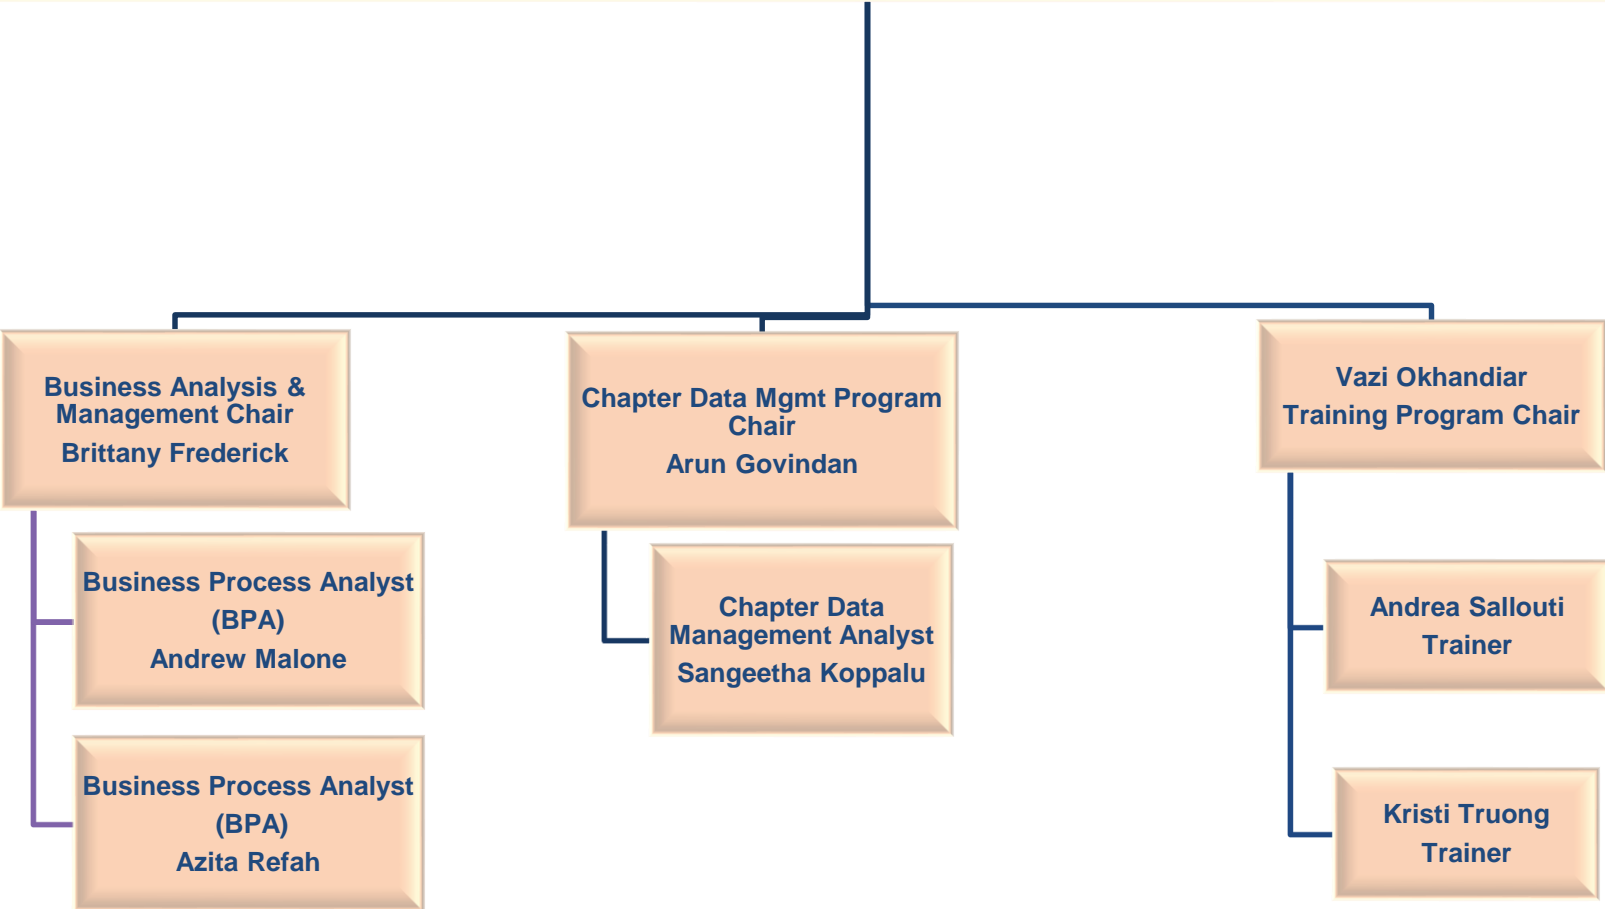 Business Analysis &
Management Chair
Brittany Frederick
Business Process Analyst
(BPA)
Andrew Malone
Business Process Analyst
(BPA)
Azita Refah
Chapter Data Mgmt Program
Chair
Arun Govindan
Chapter Data
Management Analyst
Sangeetha Koppalu
Vazi Okhandiar
Training Program Chair
Andrea Sallouti
Trainer
Kristi Truong
Trainer